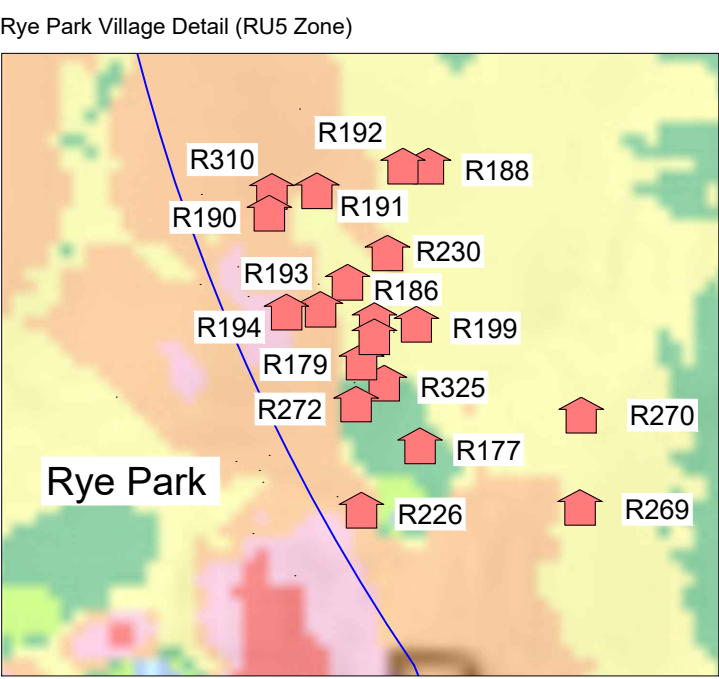 Rye Park Village Detail (RU5 Zone)
R192
R310
R188
R191
R190
R230
R193
R186
R194
R199
R179
R325
R272
R270
R177
Rye Park
R226
R269